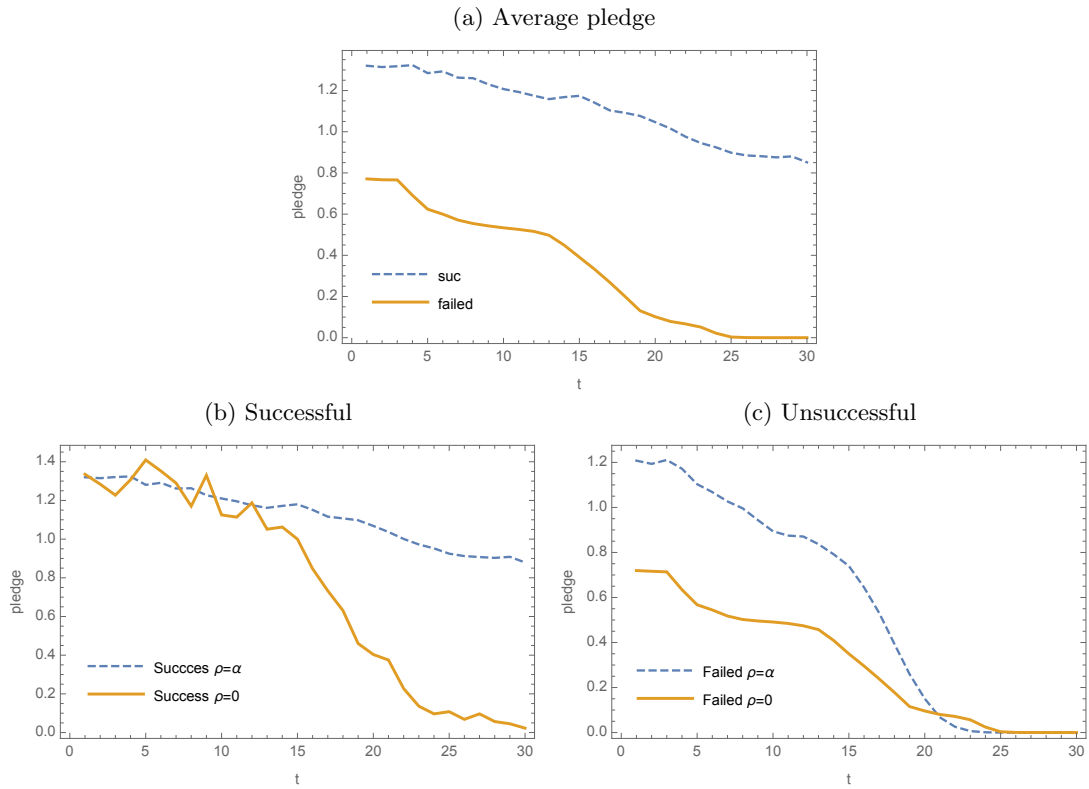 (a) Average pledge
pledge
1.2
1.0
0.8
0.6
0.4
0.2
0.0
suc
failed
0 5 10 15 20 25 30
t
(b) Successful
pledge
1.4
1.2
1.0
0.8
0.6
0.4
0.2
0.0
Succces ρ=α
Success ρ=0
0 5 10 15 20 25 30
t
(c) Unsuccessful
pledge
1.2
1.0
0.8
0.6
0.4
0.2
0.0
Failed ρ=α
Failed ρ=0
0 5 10 15 20 25 30
t